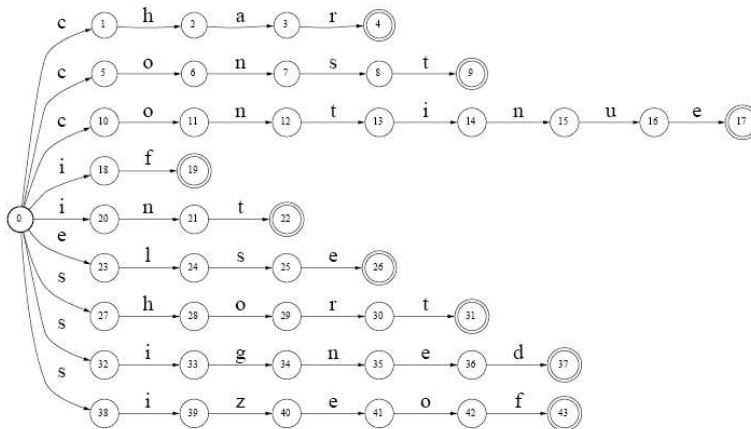 c 1 h 2 a 3 r 4
c 5 o 6 n 7 s 8 t 9
c 10 o 11 n 12 t 13 i 14 n 15 u 16 e 17
i 18 f 19
0 i 20 n 21 t 22
e 23 l 24 s 25 e 26
s 27 h 28 o 29 r 30 t 31
s 32 i 33 g 34 n 35 e 36 d 37
s 38 i 39 z 40 e 41 o 42 f 43